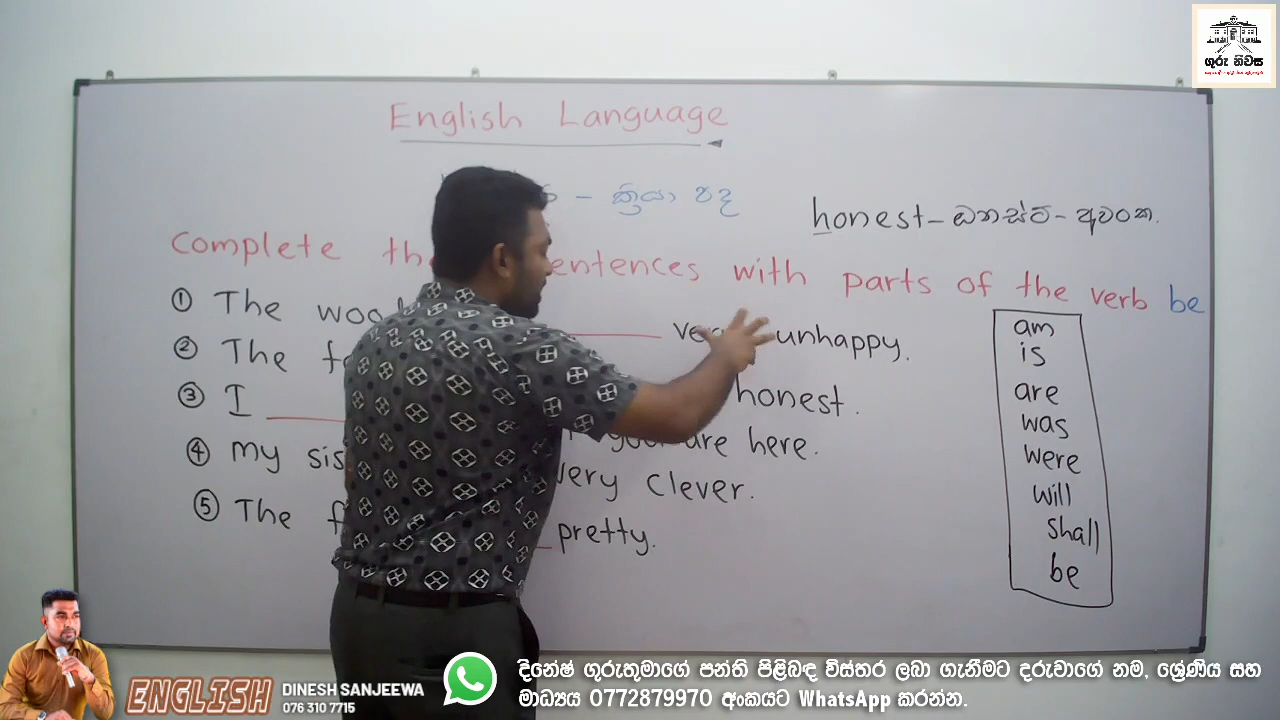 ගුරු නිවස
English Language
- ක්‍රියා පද
honest - ඔනස්ට් - අවංක.
Complete the sentences with parts of the verb be
① The ______ very unhappy.
② The honest.
③ I ______ you are here.
④ My very clever.
⑤ The ______ pretty.
am
is
are
was
were
will
shall
be
ENGLISH
DINESH SANJEEWA
076 310 7715
දිනේෂ් ගුරුතුමාගේ පන්ති පිළිබඳ විස්තර ලබා ගැනීමට දරුවාගේ නම, ශ්‍රේණිය සහ
මාධ්‍යය 0772879970 අංකයට WhatsApp කරන්න.